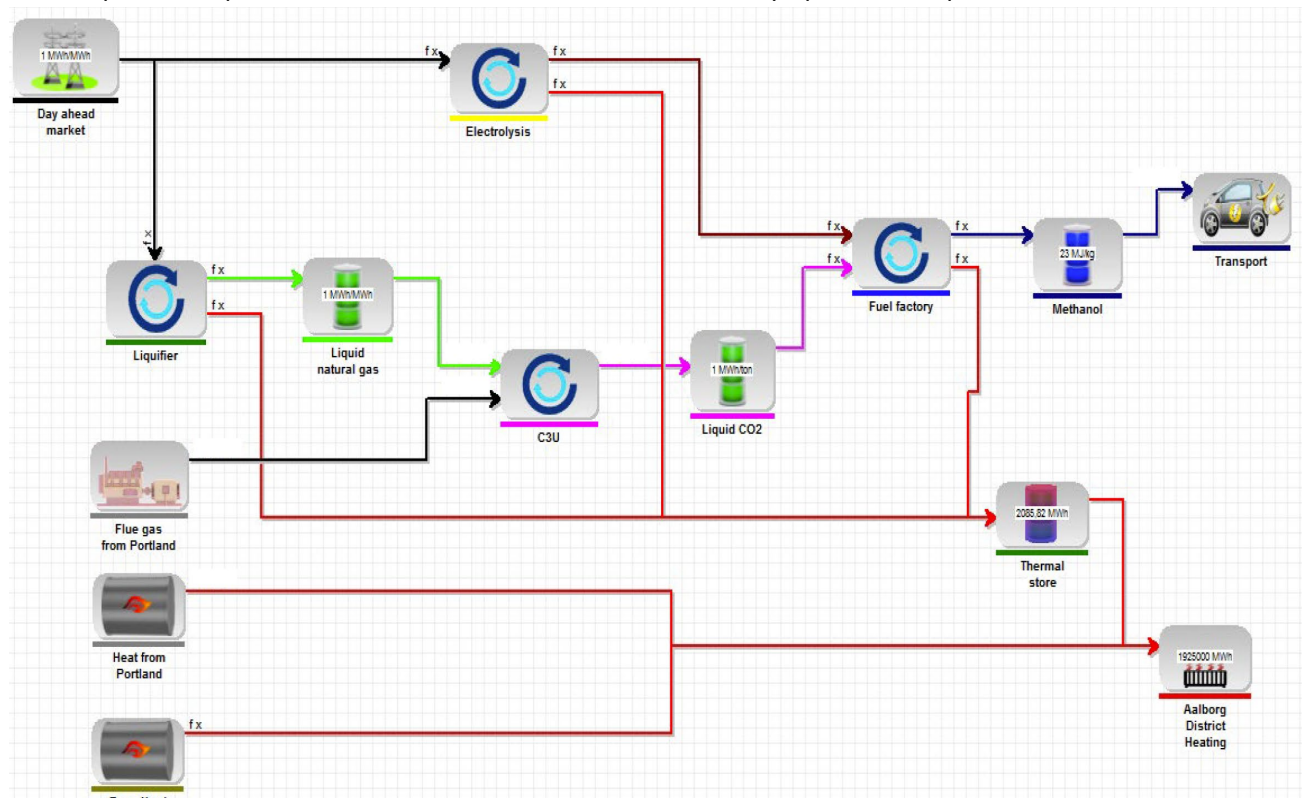 1 MWh/MWh
Day ahead
market
f x
f x
f x
Electrolysis
f x
f x
f x
Liquifier
1 MWh/MWh
Liquid
natural gas
C3U
1 MWh/ton
Liquid CO2
f x
f x
f x
f x
Fuel factory
23 MJ/kg
Methanol
Transport
Flue gas
from Portland
2085,82 MWh
Thermal
store
Heat from
Portland
f x
1925000 MWh
Aalborg
District
Heating